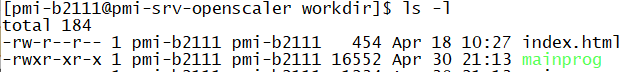 [pmi-b2111@pmi-srv-openscaler workdir]$ ls -l
total 184
-rw-r--r-- 1 pmi-b2111 pmi-b2111 454 Apr 18 10:27 index.html
-rwxr-xr-x 1 pmi-b2111 pmi-b2111 16552 Apr 30 21:13 mainprog